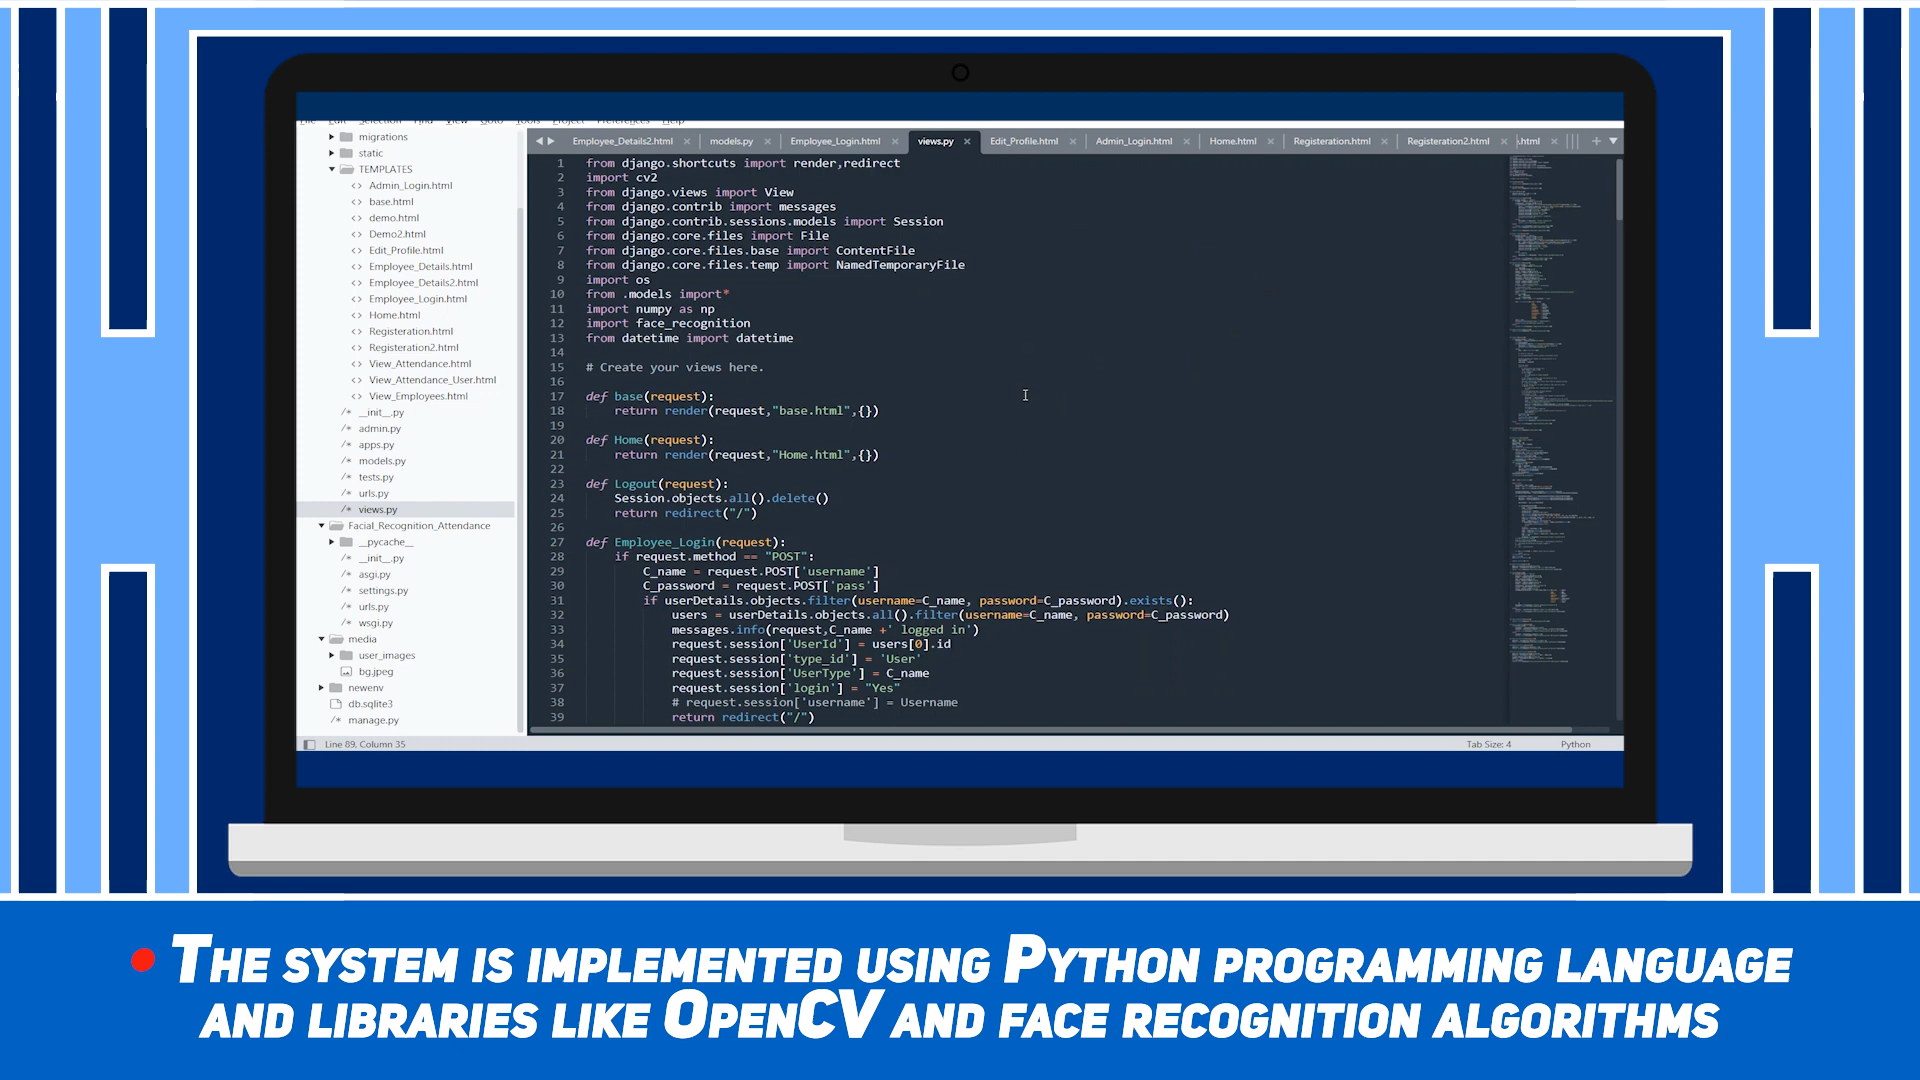 File Edit Selection Find View Goto Tools Project Preferences Help
migrations
static
TEMPLATES
Admin_Login.html
base.html
demo.html
Demo2.html
Edit_Profile.html
Employee_Details.html
Employee_Details2.html
Employee_Login.html
Home.html
Registeration.html
Registeration2.html
View_Attendance.html
View_Attendance_User.html
View_Employees.html
__init__.py
admin.py
apps.py
models.py
tests.py
urls.py
views.py
Facial_Recognition_Attendance
__pycache__
__init__.py
asgi.py
settings.py
urls.py
wsgi.py
media
user_images
bg.jpeg
newenv
db.sqlite3
manage.py
Employee_Details2.html models.py Employee_Login.html views.py Edit_Profile.html Admin_Login.html Home.html Registeration.html Registeration2.html .html
1 from django.shortcuts import render,redirect
2 import cv2
3 from django.views import View
4 from django.contrib import messages
5 from django.contrib.sessions.models import Session
6 from django.core.files import File
7 from django.core.files.base import ContentFile
8 from django.core.files.temp import NamedTemporaryFile
9 import os
10 from .models import*
11 import numpy as np
12 import face_recognition
13 from datetime import datetime
14
15 # Create your views here.
16
17 def base(request):
18 return render(request,"base.html",{})
19
20 def Home(request):
21 return render(request,"Home.html",{})
22
23 def Logout(request):
24 Session.objects.all().delete()
25 return redirect("/")
26
27 def Employee_Login(request):
28 if request.method == "POST":
29 C_name = request.POST['username']
30 C_password = request.POST['pass']
31 if userDetails.objects.filter(username=C_name, password=C_password).exists():
32 users = userDetails.objects.all().filter(username=C_name, password=C_password)
33 messages.info(request,C_name +' logged in')
34 request.session['UserId'] = users[0].id
35 request.session['type_id'] = 'User'
36 request.session['UserType'] = C_name
37 request.session['login'] = "Yes"
38 # request.session['username'] = Username
39 return redirect("/")
Line 89, Column 35 Tab Size: 4 Python
The system is implemented using Python programming language
and libraries like OpenCV and face recognition algorithms